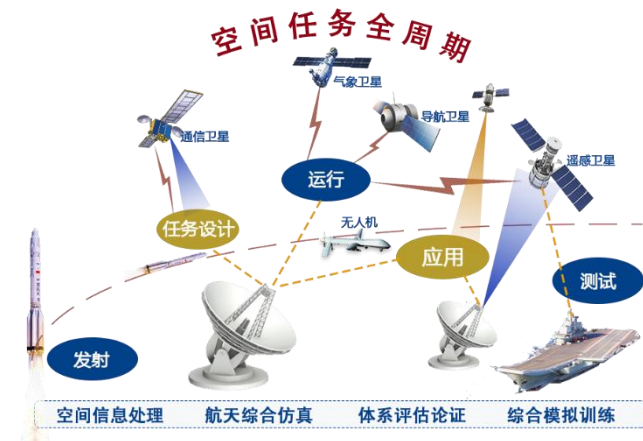 空间任务全周期
气象卫星
导航卫星
通信卫星
遥感卫星
运行
无人机
任务设计
应用
测试
发射
空间信息处理 航天综合仿真 体系评估论证 综合模拟训练